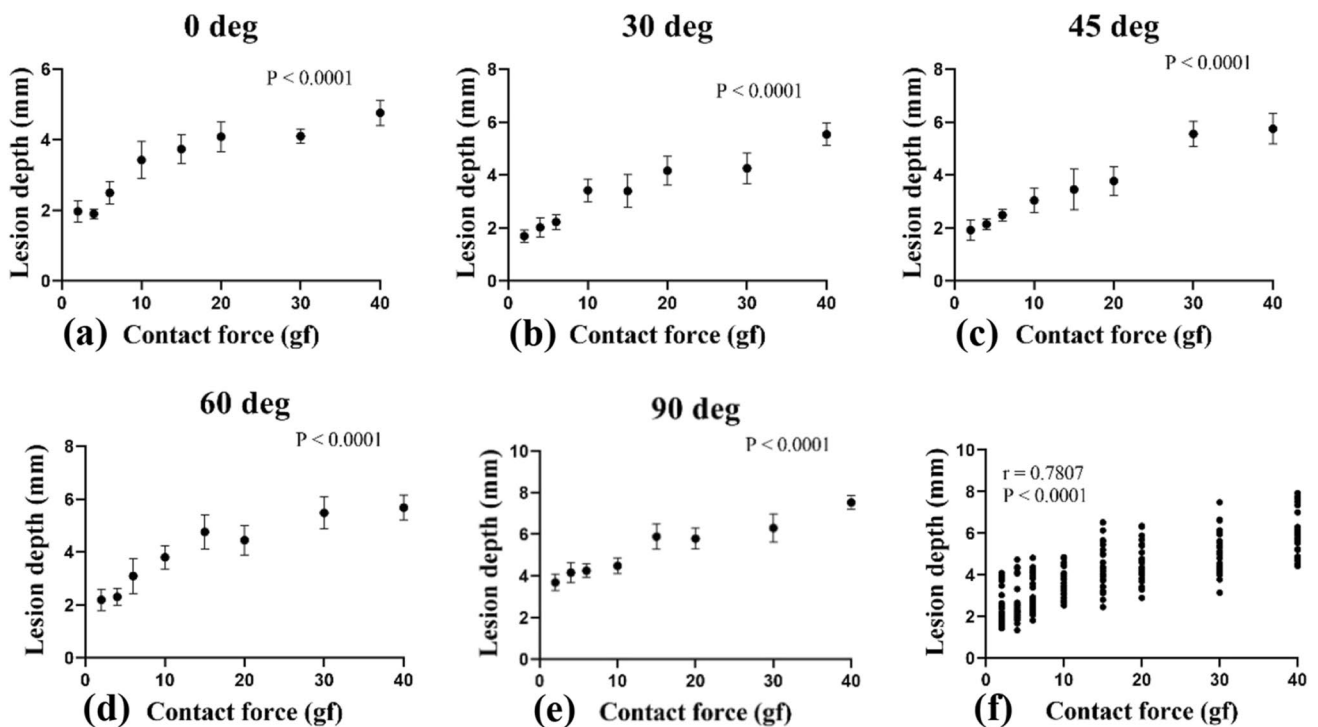 0 deg
P < 0.0001
Lesion depth (mm)
6
4
2
0
0 10 20 30 40
(a) Contact force (gf)
30 deg
P < 0.0001
Lesion depth (mm)
8
6
4
2
0
0 10 20 30 40
(b) Contact force (gf)
45 deg
P < 0.0001
Lesion depth (mm)
8
6
4
2
0
0 10 20 30 40
(c) Contact force (gf)
60 deg
P < 0.0001
Lesion depth (mm)
8
6
4
2
0
0 10 20 30 40
(d) Contact force (gf)
90 deg
P < 0.0001
Lesion depth (mm)
10
8
6
4
2
0
0 10 20 30 40
(e) Contact force (gf)
r = 0.7807
P < 0.0001
Lesion depth (mm)
10
8
6
4
2
0
0 10 20 30 40
(f) Contact force (gf)